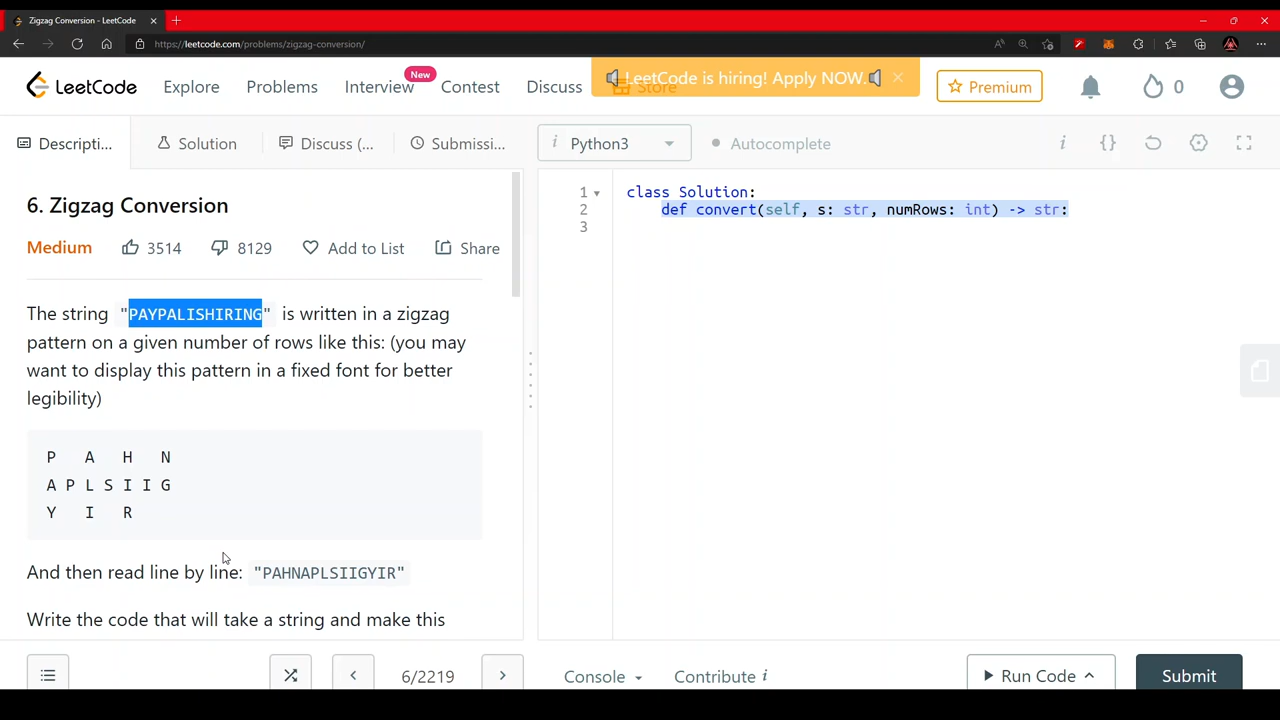 Zigzag Conversion - LeetCode
https://leetcode.com/problems/zigzag-conversion/
LeetCode
Explore
Problems
Interview
New
Contest
Discuss
Store
LeetCode is hiring! Apply NOW.
Premium
0
Descripti...
Solution
Discuss (...
Submissi...
i Python3
Autocomplete
i
{}
6. Zigzag Conversion
Medium
3514
8129
Add to List
Share
The string "PAYPALISHIRING" is written in a zigzag
pattern on a given number of rows like this: (you may
want to display this pattern in a fixed font for better
legibility)
P A H N
A P L S I I G
Y I R
And then read line by line: "PAHNAPLSIIGYIR"
Write the code that will take a string and make this
1 class Solution:
2 def convert(self, s: str, numRows: int) -> str:
3
6/2219
Console
Contribute i
Run Code
Submit